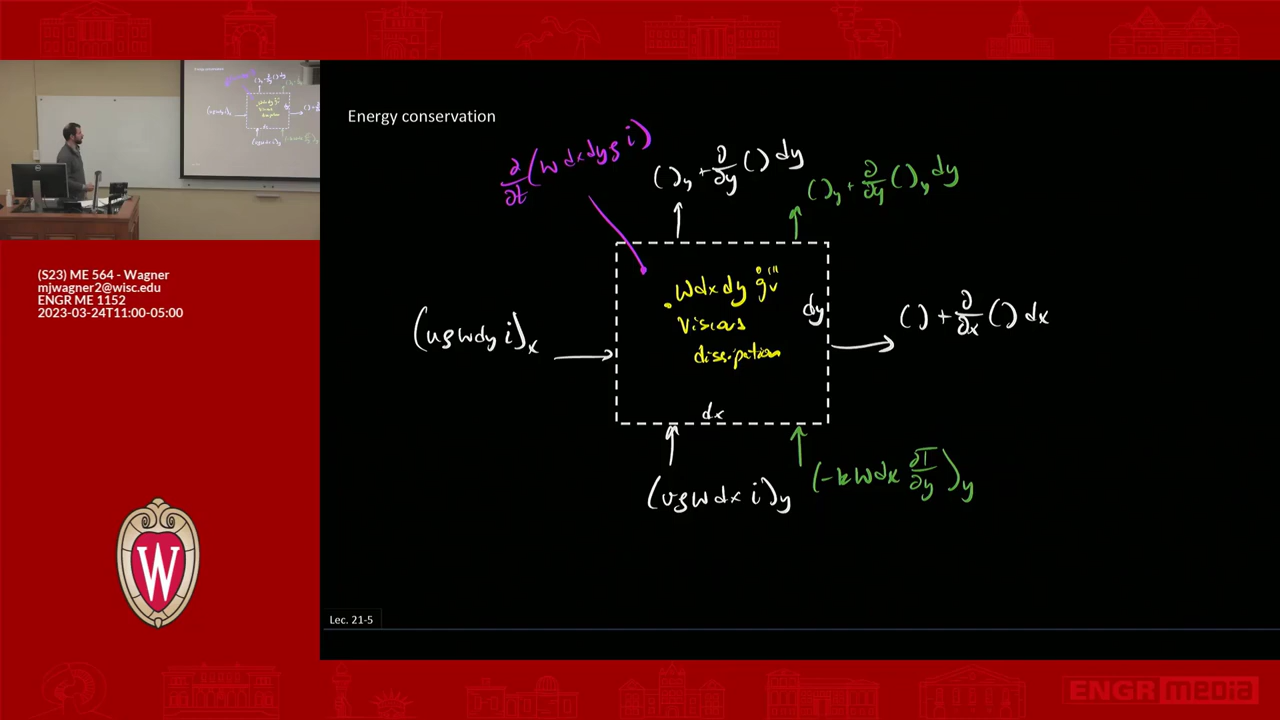 Energy conservation
∂/∂t (W dx dy ρ i)
( )y + ∂/∂y ( ) dy
( )y + ∂/∂y ( )y dy
W dx dy ġv'''
viscous
dissipation
dy
dx
(u ρ W dy i)x
( ) + ∂/∂x ( ) dx
(v ρ W dx i)y
(-k W dx ∂T/∂y)y
(S23) ME 564 - Wagner
mjwagner2@wisc.edu
ENGR ME 1152
2023-03-24T11:00-05:00
W
Lec. 21-5
ENGR media